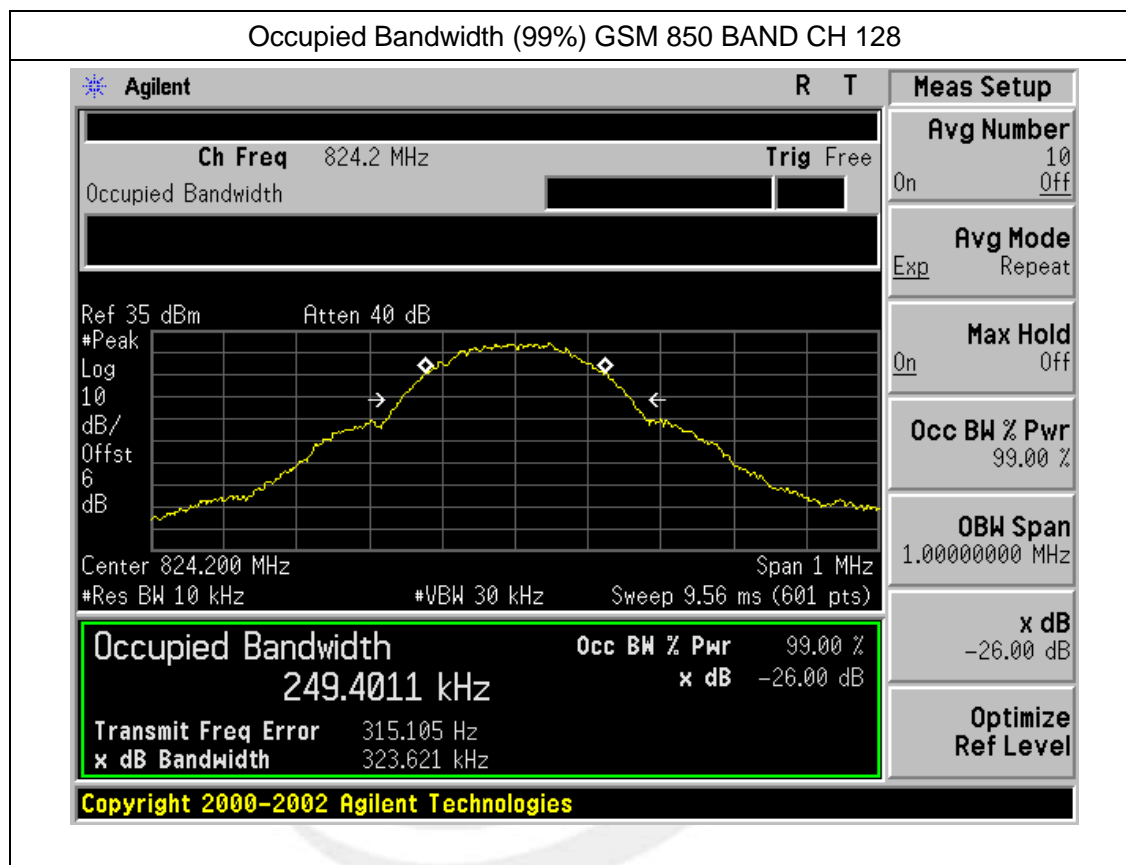 Occupied Bandwidth (99%) GSM 850 BAND CH 128
Agilent R T
Ch Freq 824.2 MHz Trig Free
Occupied Bandwidth
Ref 35 dBm Atten 40 dB
#Peak
Log
10
dB/
Offst
6
dB
Center 824.200 MHz Span 1 MHz
#Res BW 10 kHz #VBW 30 kHz Sweep 9.56 ms (601 pts)
Occupied Bandwidth Occ BW % Pwr 99.00 %
249.4011 kHz x dB -26.00 dB
Transmit Freq Error 315.105 Hz
x dB Bandwidth 323.621 kHz
Copyright 2000-2002 Agilent Technologies
Meas Setup
Avg Number
10
On Off
Avg Mode
Exp Repeat
Max Hold
On Off
Occ BW % Pwr
99.00 %
OBW Span
1.00000000 MHz
x dB
-26.00 dB
Optimize
Ref Level